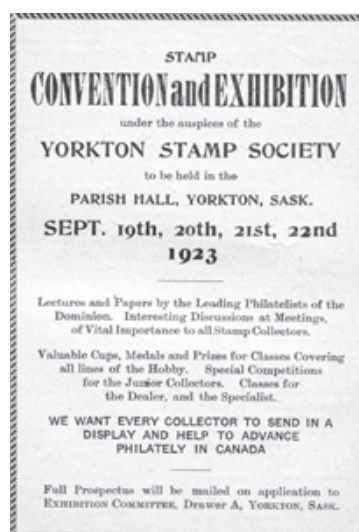 STAMP
CONVENTION and EXHIBITION
under the auspices of the
YORKTON STAMP SOCIETY
to be held in the
PARISH HALL, YORKTON, SASK.
SEPT. 19th, 20th, 21st, 22nd
1923
Lectures and Papers by the Leading Philatelists of the
Dominion. Interesting Discussions at Meetings,
of Vital Importance to all Stamp Collectors.
Valuable Cups, Medals and Prizes for Classes Covering
all lines of the Hobby. Special Competitions
for the Junior Collectors. Classes for
the Dealer, and the Specialist.
WE WANT EVERY COLLECTOR TO SEND IN A
DISPLAY AND HELP TO ADVANCE
PHILATELY IN CANADA
Full Prospectus will be mailed on application to
EXHIBITION COMMITTEE, Drawer A, YORKTON, SASK.